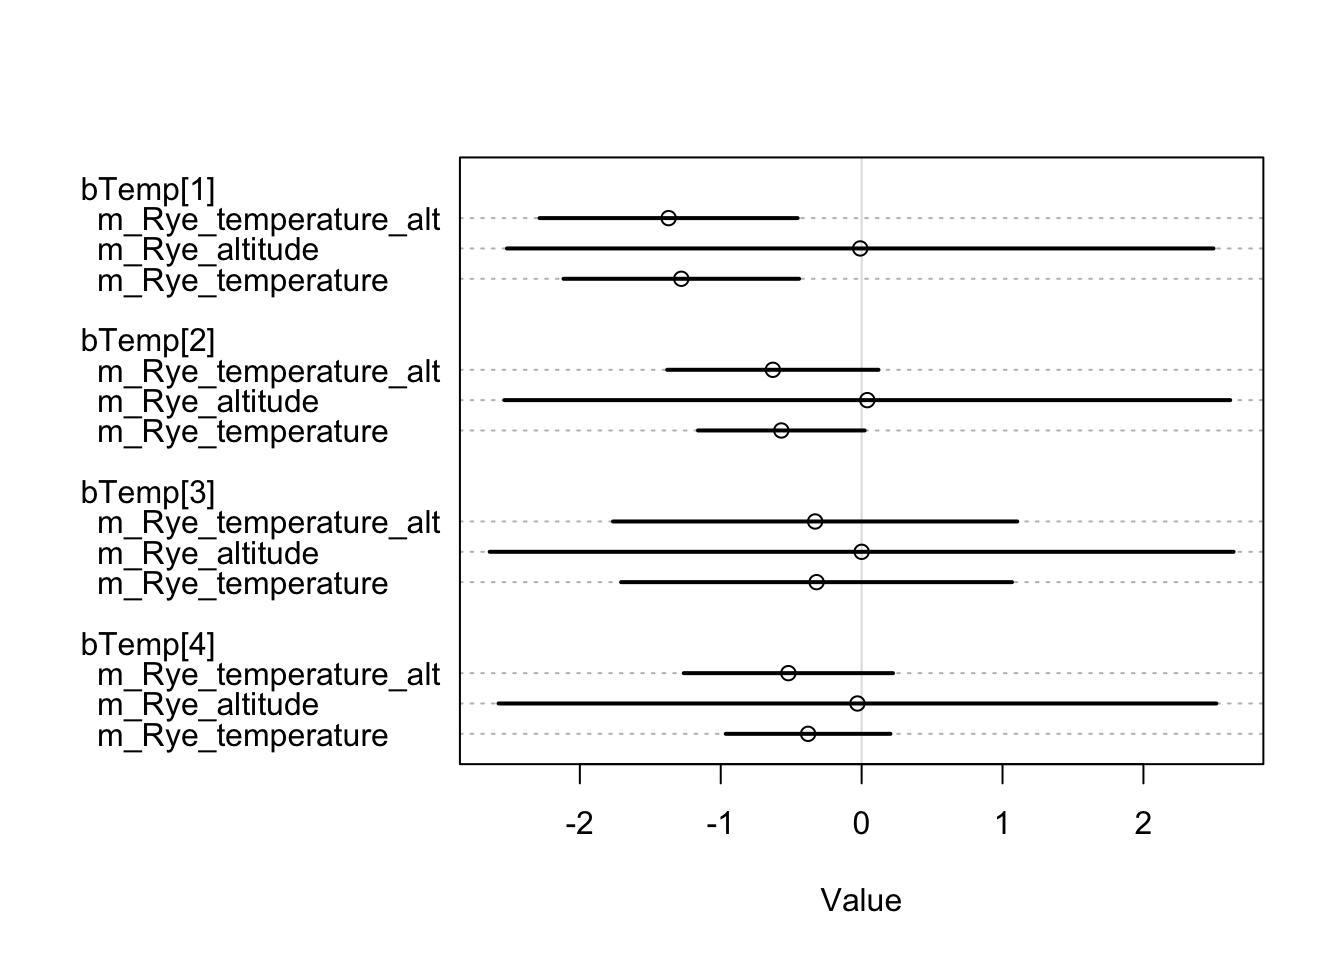 bTemp[1]
m_Rye_temperature_alt
m_Rye_altitude
m_Rye_temperature
bTemp[2]
m_Rye_temperature_alt
m_Rye_altitude
m_Rye_temperature
bTemp[3]
m_Rye_temperature_alt
m_Rye_altitude
m_Rye_temperature
bTemp[4]
m_Rye_temperature_alt
m_Rye_altitude
m_Rye_temperature
-2 -1 0 1 2
Value